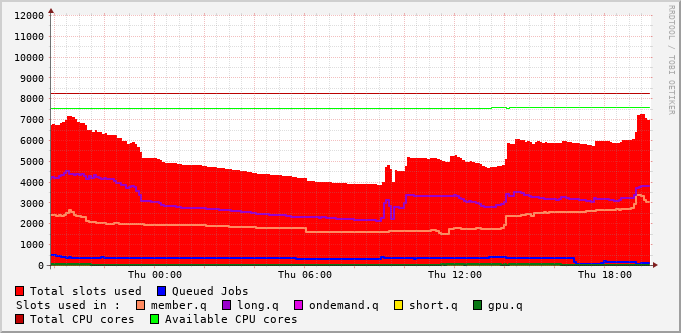 12000
11000
10000
9000
8000
7000
6000
5000
4000
3000
2000
1000
0
Thu 00:00 Thu 06:00 Thu 12:00 Thu 18:00
Total slots used Queued Jobs
Slots used in : member.q long.q ondemand.q short.q gpu.q
Total CPU cores Available CPU cores
RRDTOOL / TOBI OETIKER